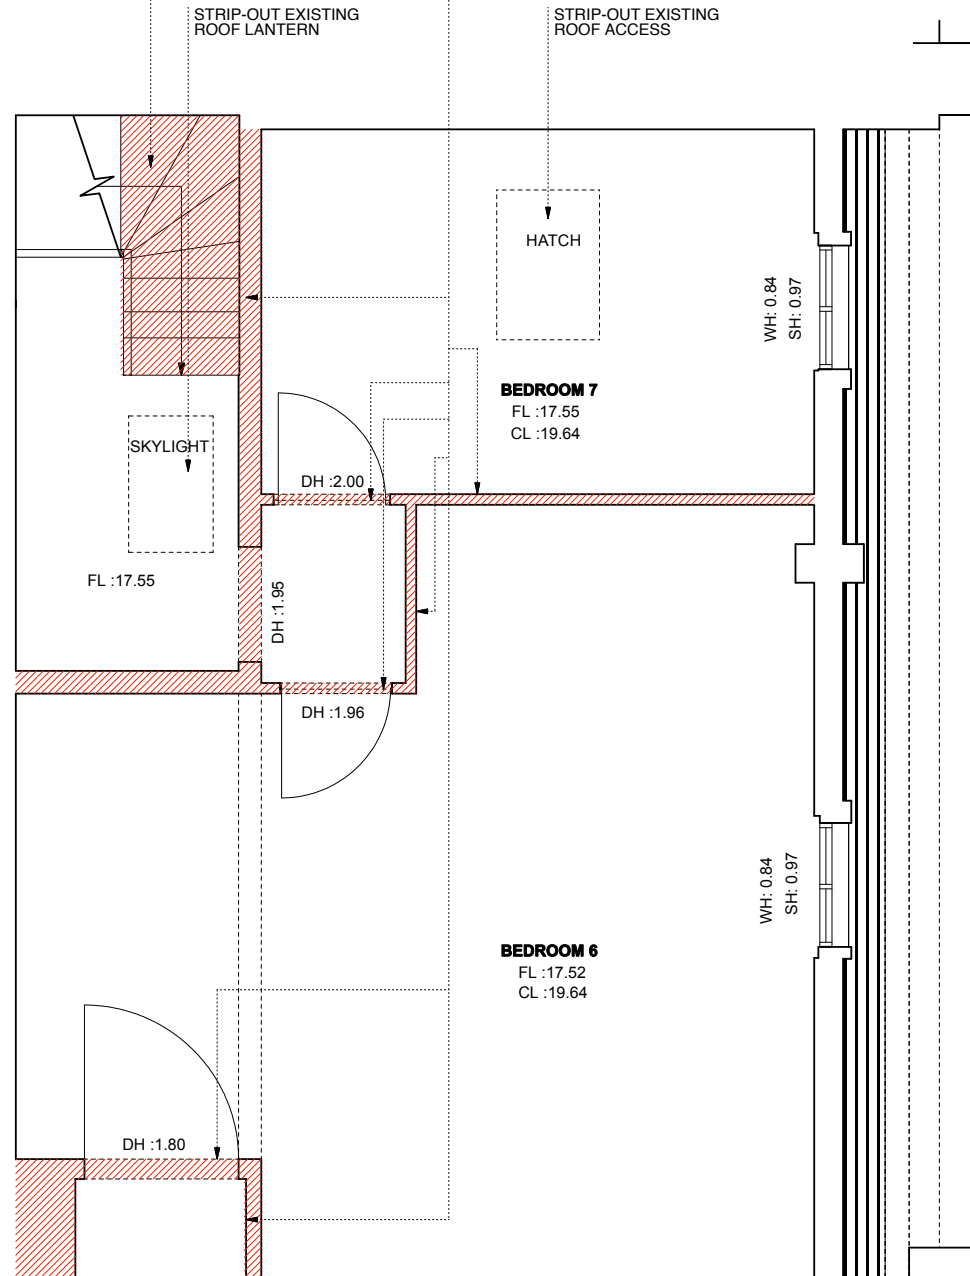 STRIP-OUT EXISTING
ROOF LANTERN
STRIP-OUT EXISTING
ROOF ACCESS
HATCH
WH: 0.84
SH: 0.97
BEDROOM 7
FL :17.55
CL :19.64
SKYLIGHT
DH :2.00
FL :17.55
DH :1.95
DH :1.96
WH: 0.84
SH: 0.97
BEDROOM 6
FL :17.52
CL :19.64
DH :1.80